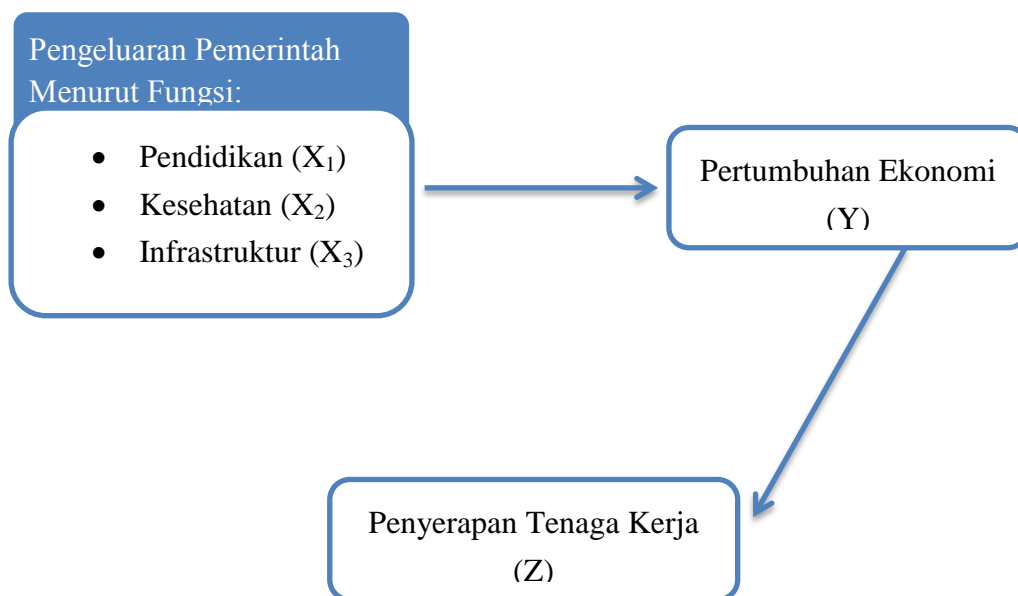 Pengeluaran Pemerintah
Menurut Fungsi:
• Pendidikan (X₁)
• Kesehatan (X₂)
• Infrastruktur (X₃)
Pertumbuhan Ekonomi
(Y)
Penyerapan Tenaga Kerja
(Z)